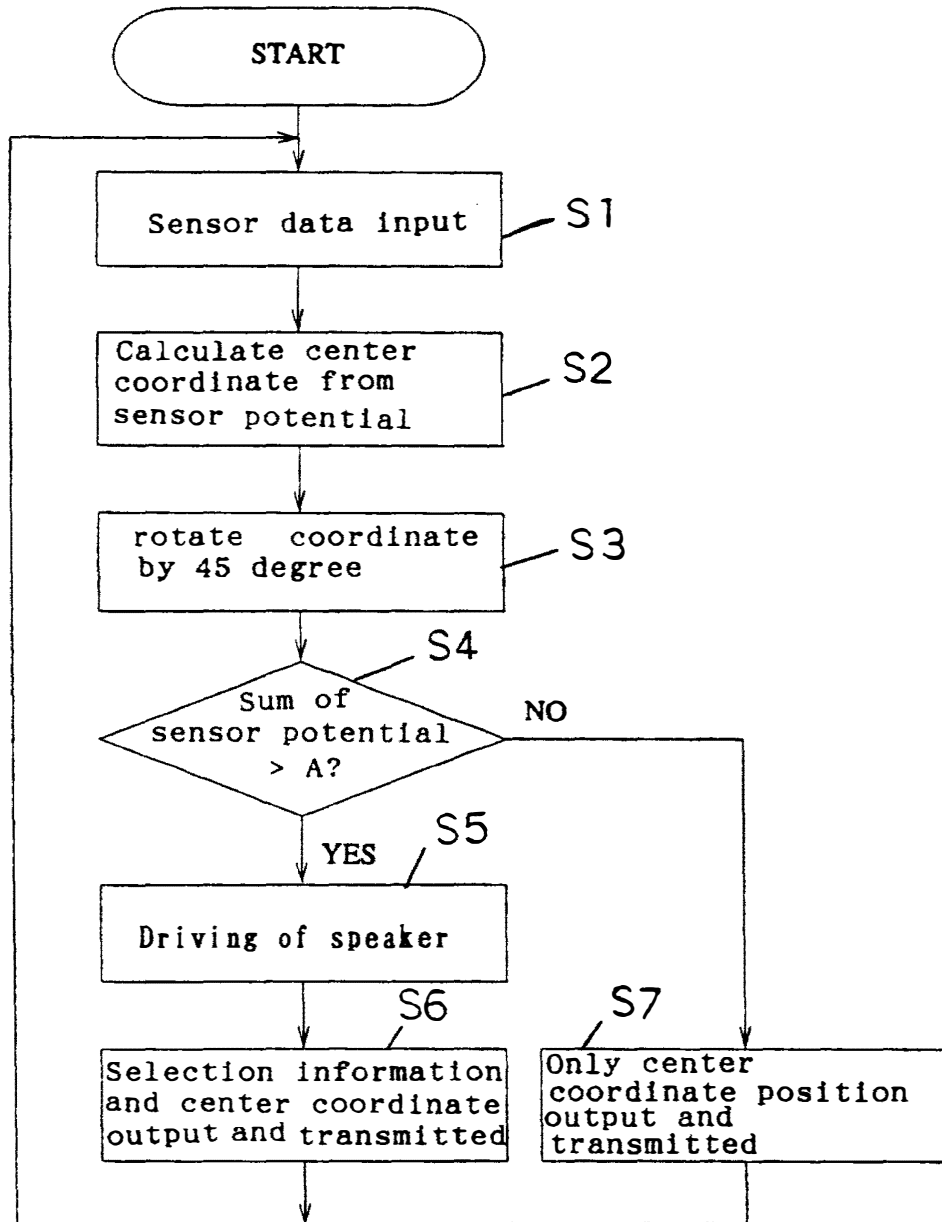 START
Sensor data input
S1
Calculate center
coordinate from
sensor potential
S2
rotate coordinate
by 45 degree
S3
S4
Sum of
sensor potential
> A?
NO
YES
S5
Driving of speaker
S6
Selection information
and center coordinate
output and transmitted
S7
Only center
coordinate position
output and
transmitted